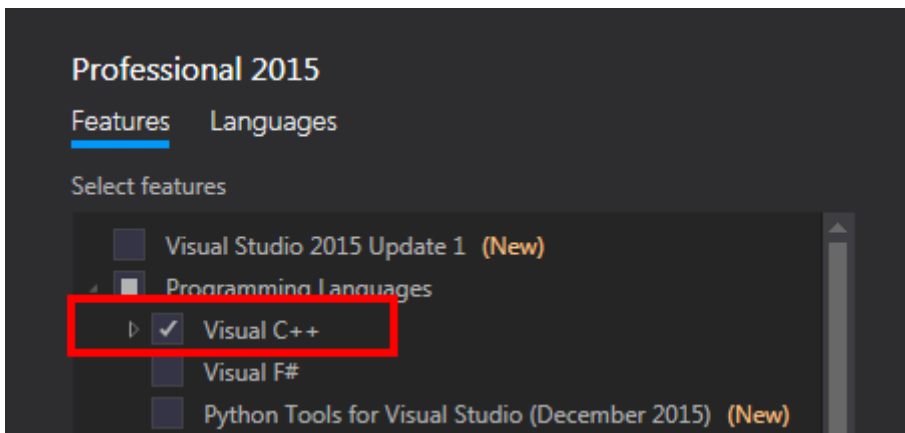 Professional 2015
Features Languages
Select features
Visual Studio 2015 Update 1 (New)
Programming Languages
Visual C++
Visual F#
Python Tools for Visual Studio (December 2015) (New)